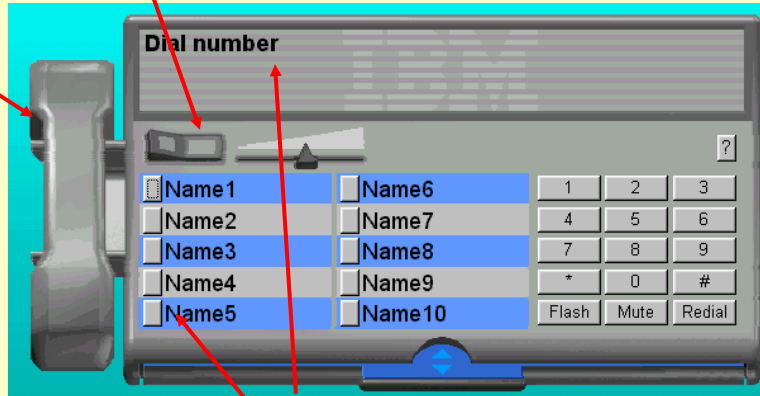 Dial number
IBM
?
Name1 Name6 1 2 3
Name2 Name7 4 5 6
Name3 Name8 7 8 9
Name4 Name9 * 0 #
Name5 Name10 Flash Mute Redial